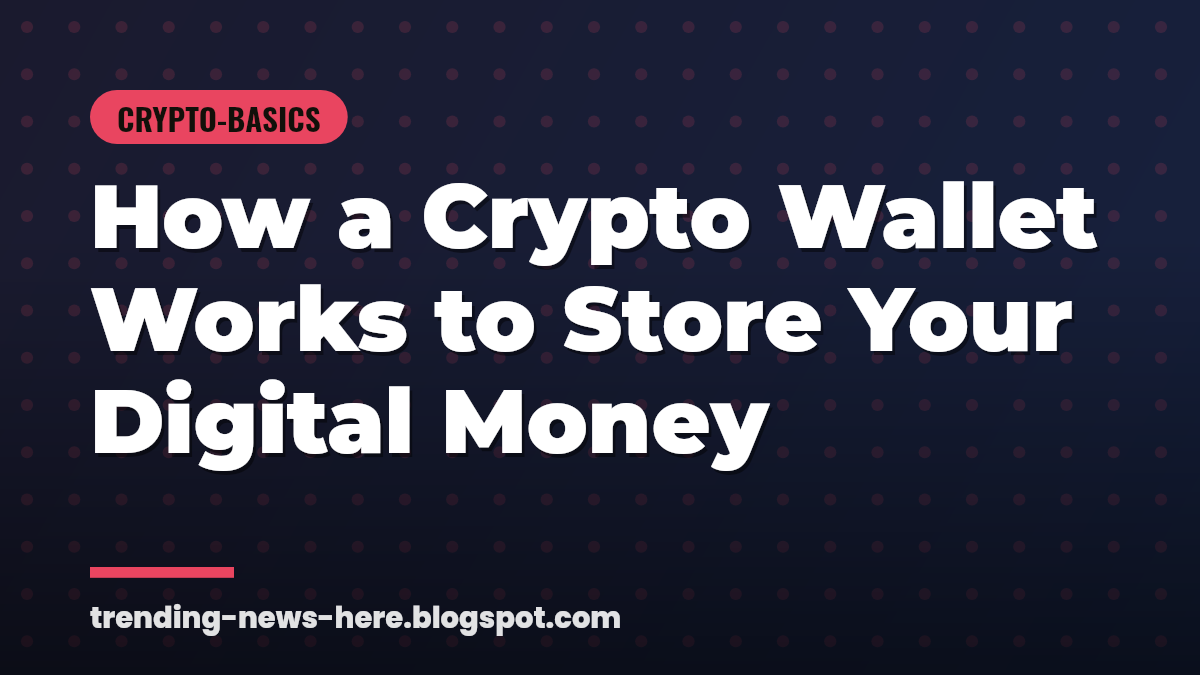 CRYPTO-BASICS
How a Crypto Wallet
Works to Store Your
Digital Money
trending-news-here.blogspot.com